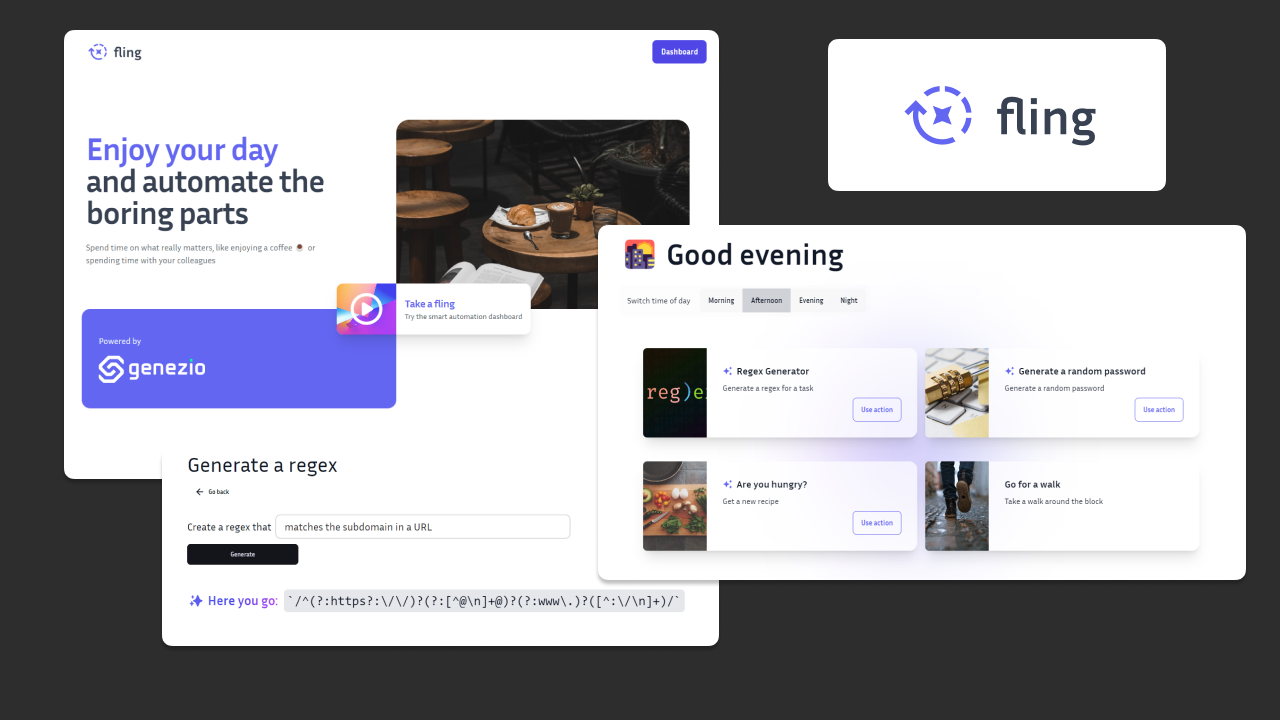 fling
Dashboard
Enjoy your day
and automate the
boring parts
Spend time on what really matters, like enjoying a coffee ☕ or
spending time with your colleagues
Take a fling
Try the smart automation dashboard
Powered by
genezio
fling
Good evening
Switch time of day Morning Afternoon Evening Night
reg)e
Regex Generator
Generate a regex for a task
Use action
Generate a random password
Generate a random password
Use action
Are you hungry?
Get a new recipe
Use action
Go for a walk
Take a walk around the block
Generate a regex
Go back
Create a regex that matches the subdomain in a URL
Generate
Here you go: `/^(?:https?:\/\/)?(?:[^@\n]+@)?(?:www\.)?([^:\/\n]+)/`